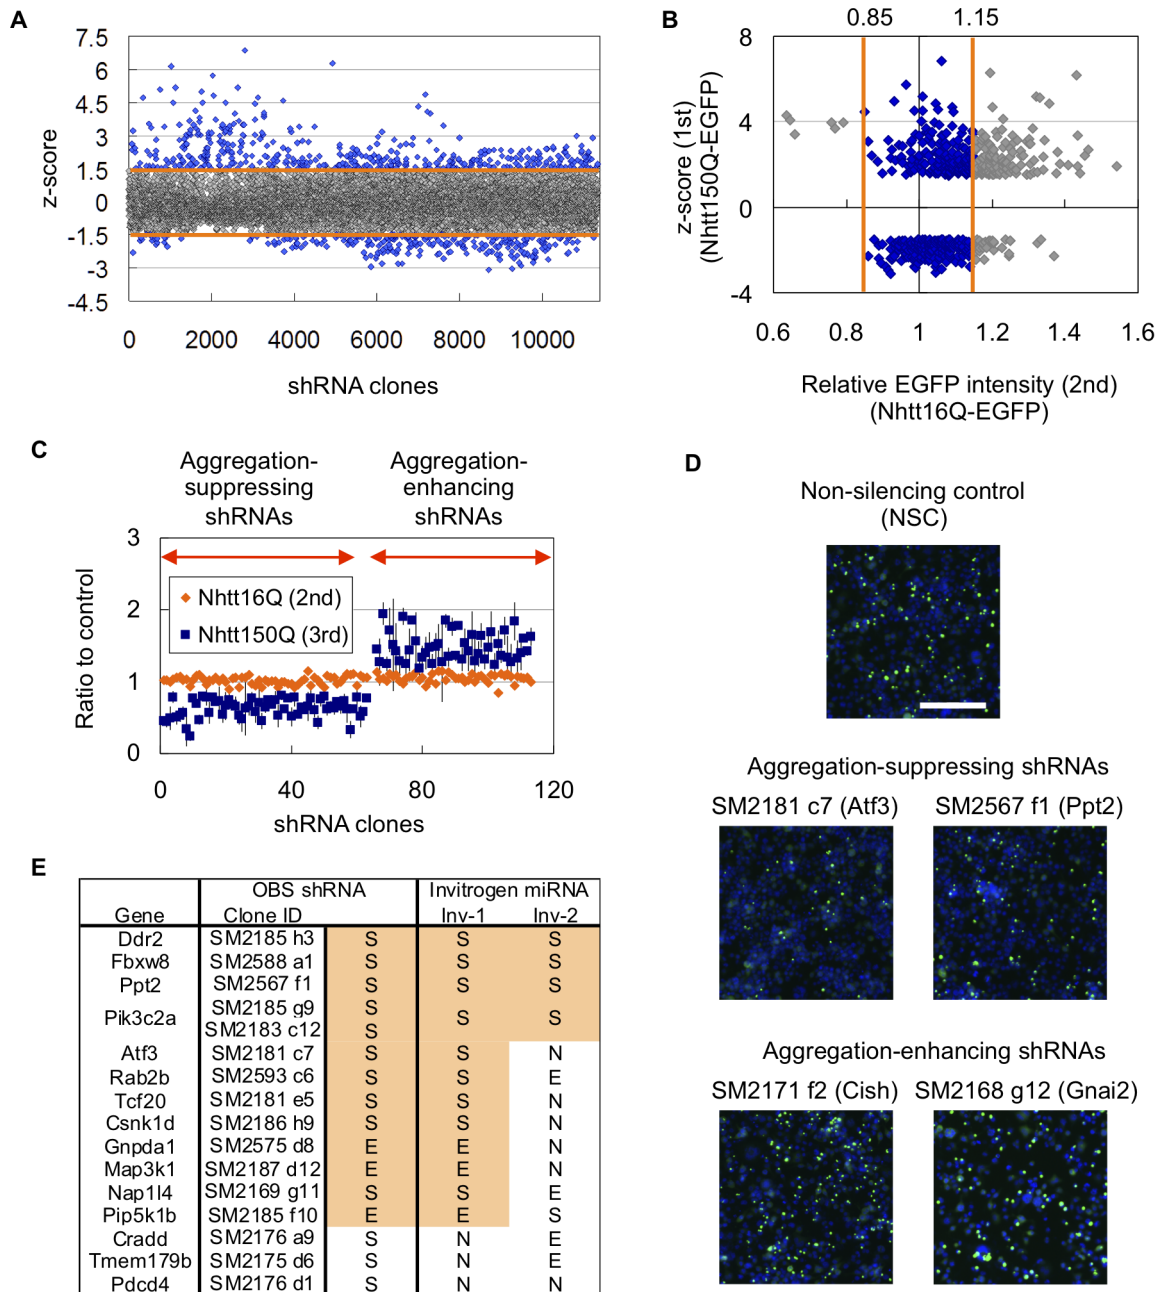 A
7.5
6
4.5
3
1.5
0
-1.5
-3
-4.5
z-score
0 2000 4000 6000 8000 10000
shRNA clones
B
0.85 1.15
8
4
0
-4
z-score (1st)
(Nhtt150Q-EGFP)
0.6 0.8 1 1.2 1.4 1.6
Relative EGFP intensity (2nd)
(Nhtt16Q-EGFP)
C
Aggregation-
suppressing
shRNAs
Aggregation-
enhancing
shRNAs
3
2
1
0
Ratio to control
Nhtt16Q (2nd)
Nhtt150Q (3rd)
0 40 80 120
shRNA clones
D
Non-silencing control
(NSC)
Aggregation-suppressing shRNAs
SM2181 c7 (Atf3) SM2567 f1 (Ppt2)
Aggregation-enhancing shRNAs
SM2171 f2 (Cish) SM2168 g12 (Gnai2)
E
OBS shRNA Invitrogen miRNA
Gene Clone ID Inv-1 Inv-2
Ddr2 SM2185 h3 S S S
Fbxw8 SM2588 a1 S S S
Ppt2 SM2567 f1 S S S
Pik3c2a SM2185 g9 S S S
SM2183 c12 S
Atf3 SM2181 c7 S S N
Rab2b SM2593 c6 S S E
Tcf20 SM2181 e5 S S N
Csnk1d SM2186 h9 S S N
Gnpda1 SM2575 d8 E E N
Map3k1 SM2187 d12 E E N
Nap1l4 SM2169 g11 S S E
Pip5k1b SM2185 f10 E E S
Cradd SM2176 a9 S N E
Tmem179b SM2175 d6 S N E
Pdcd4 SM2176 d1 S N N